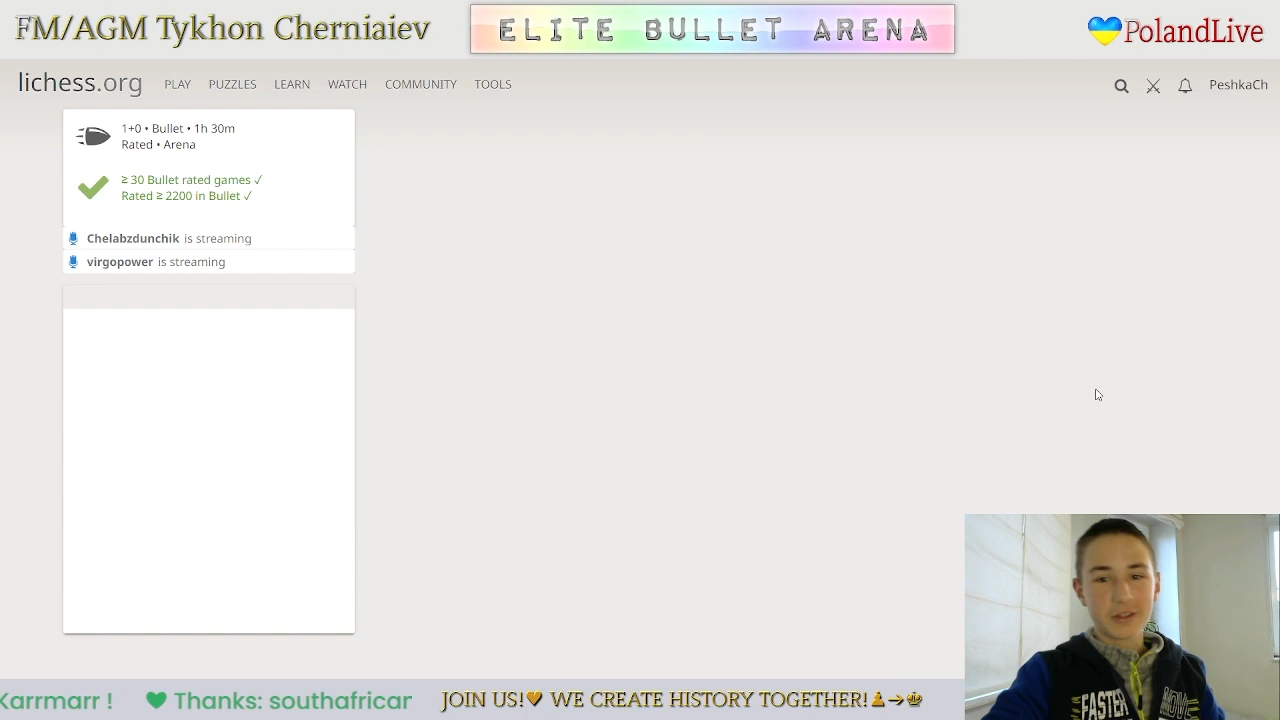 FM/AGM Tykhon Cherniaiev
ELITE BULLET ARENA
PolandLive
lichess.org PLAY PUZZLES LEARN WATCH COMMUNITY TOOLS PeshkaCh
1+0 • Bullet • 1h 30m
Rated • Arena
≥ 30 Bullet rated games ✓
Rated ≥ 2200 in Bullet ✓
Chelabzdunchik is streaming
virgopower is streaming
FASTER
Karrmarr ! 💚 Thanks: southafricar
JOIN US!🧡 WE CREATE HISTORY TOGETHER!♟→♚